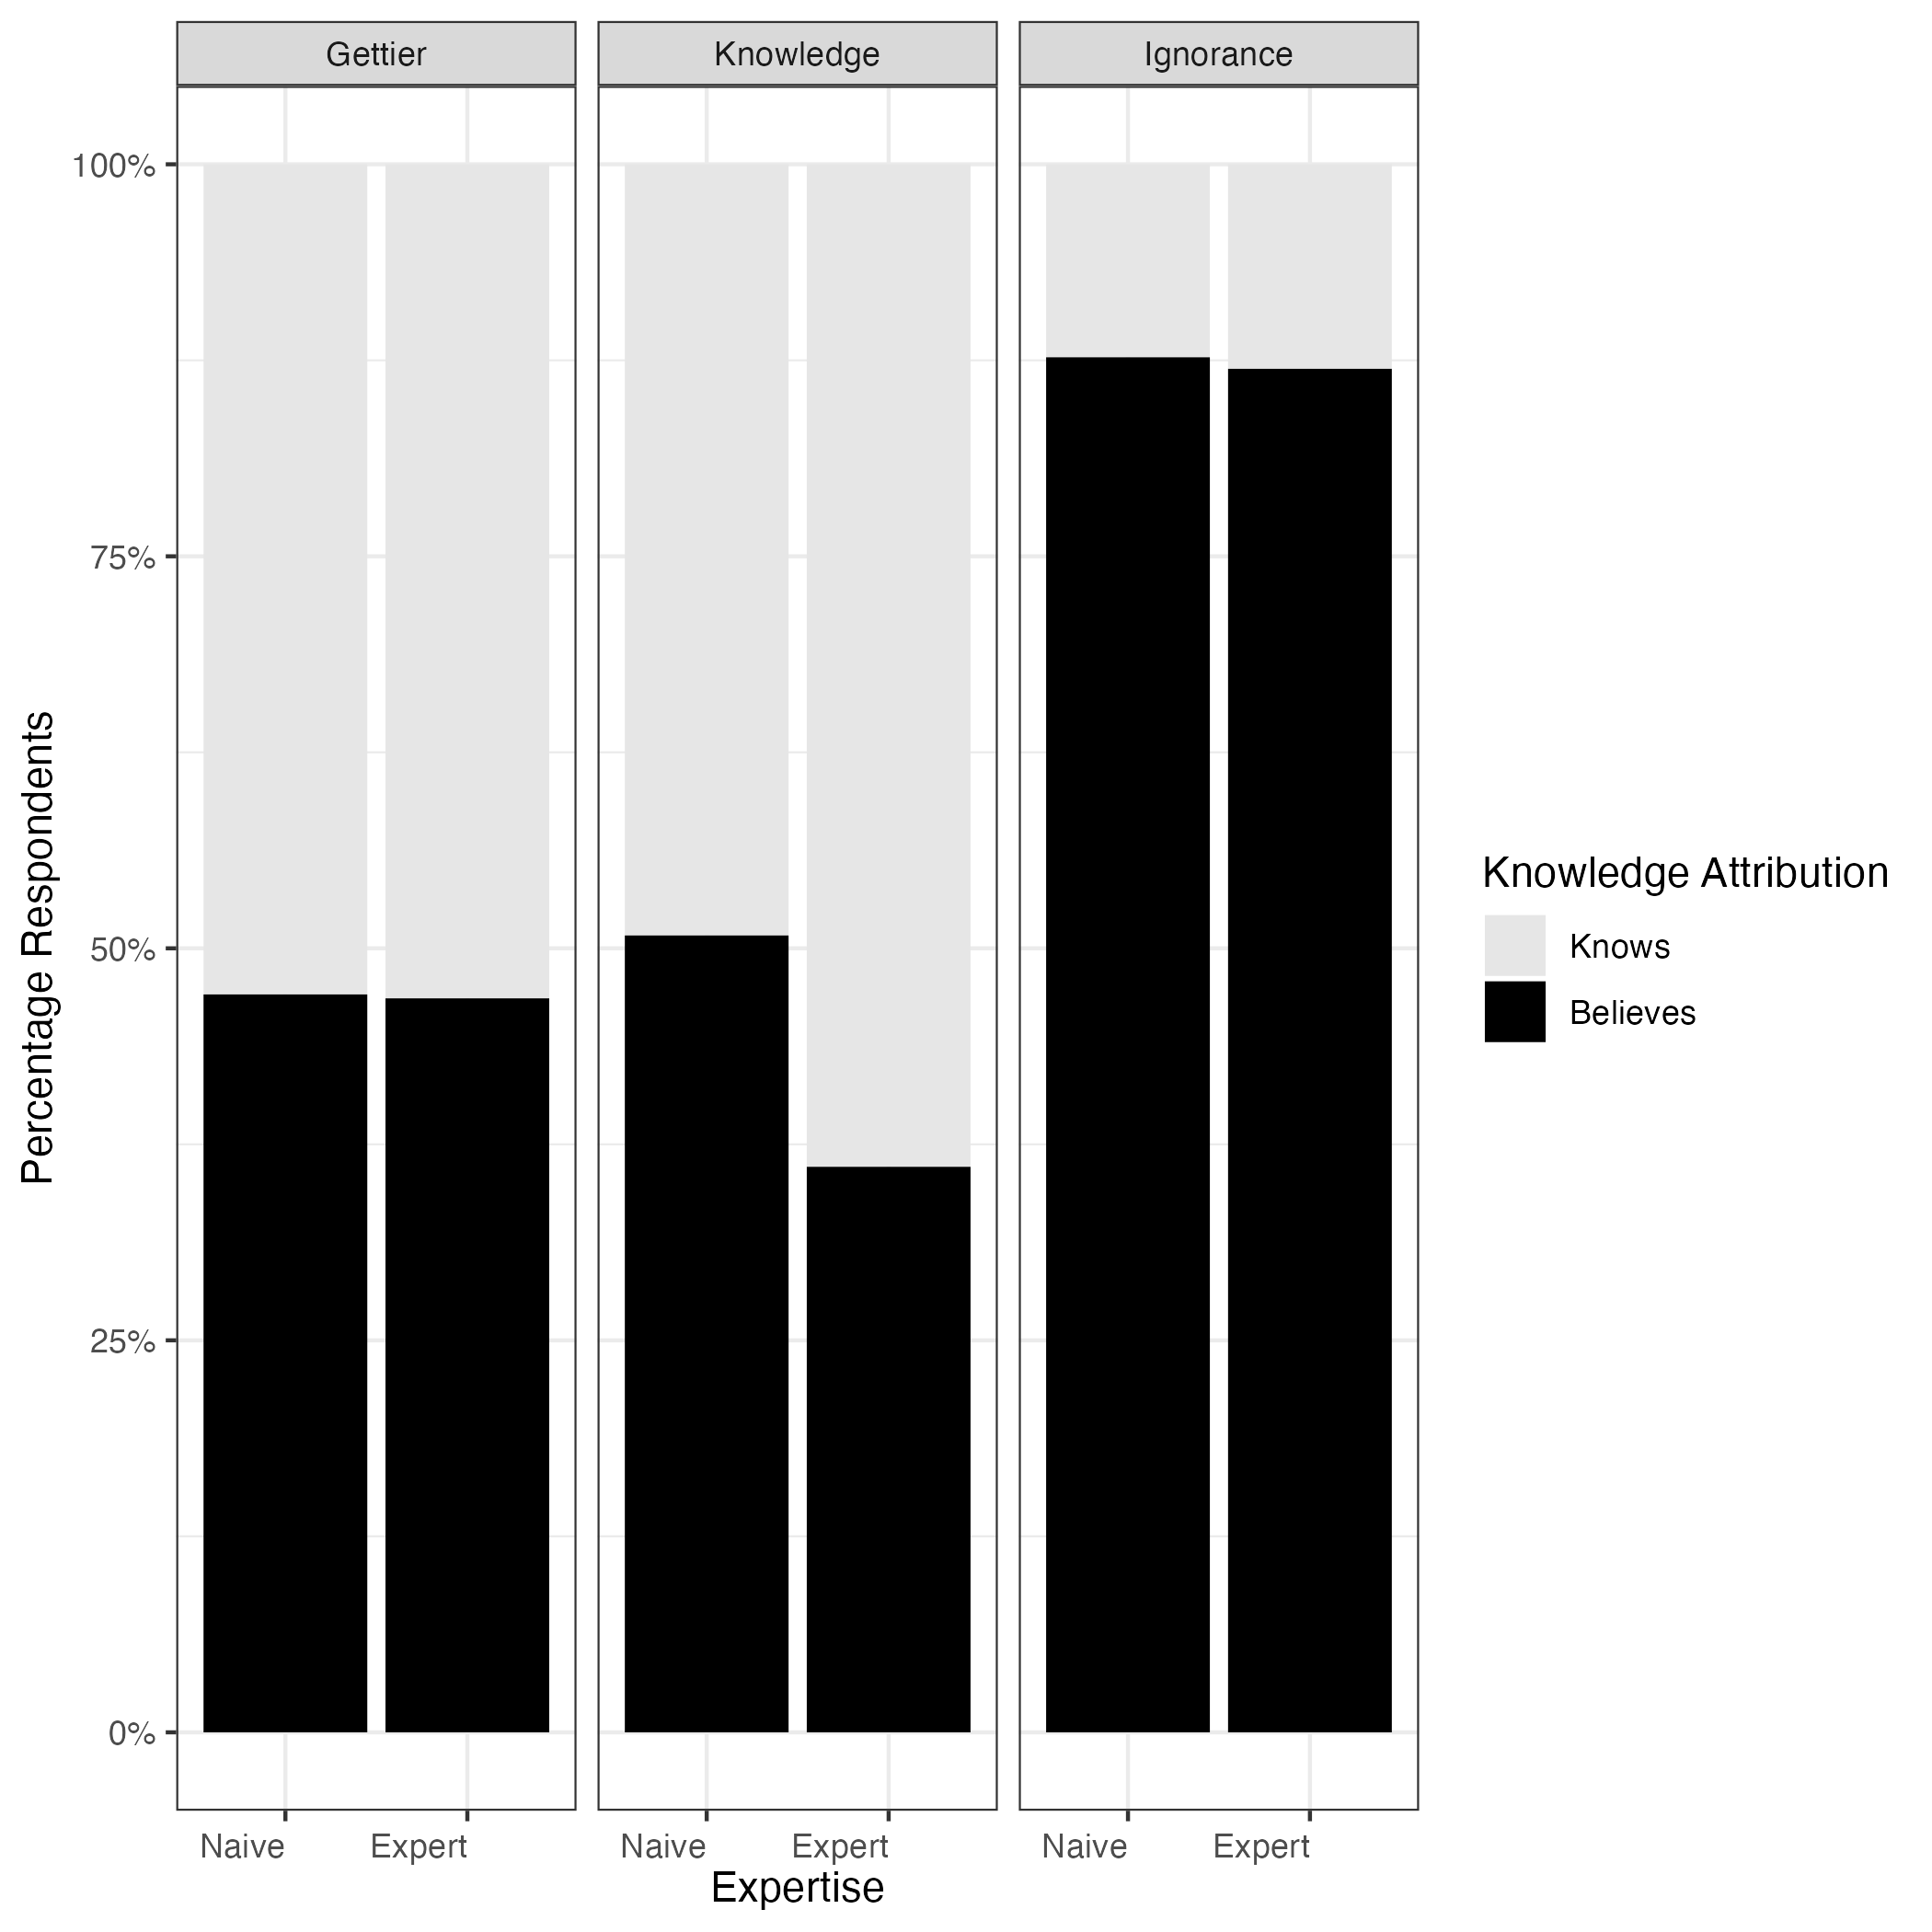 Gettier
Knowledge
Ignorance
100%
75%
50%
25%
0%
Percentage Respondents
Naive
Expert
Naive
Expert
Naive
Expert
Expertise
Knowledge Attribution
Knows
Believes